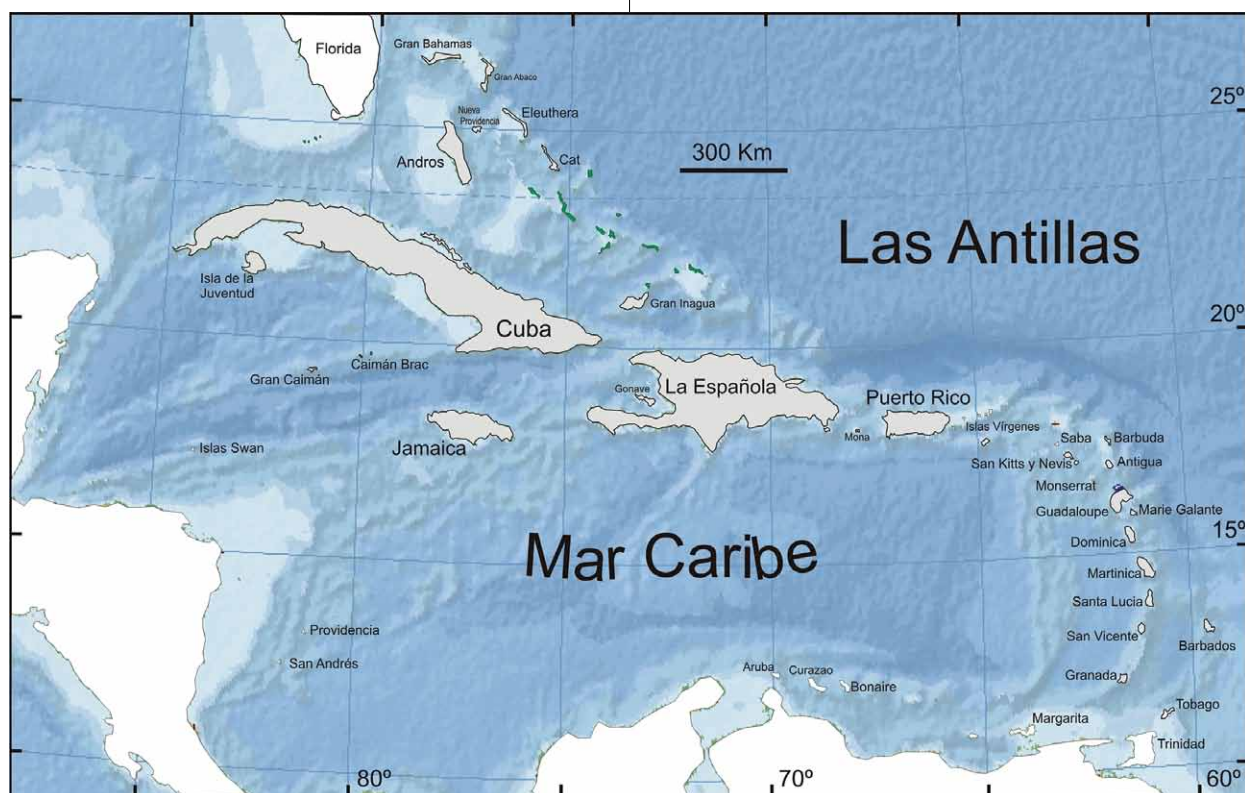 Florida
Gran Bahamas
Gran Abaco
Nueva
Providencia
Eleuthera
25º
Andros
Cat
300 Km
Las Antillas
Isla de la
Juventud
Gran Inagua
Cuba
20º
Caimán Brac
Gran Caimán
Gonave
La Española
Puerto Rico
Mona
Islas Vírgenes
Jamaica
Islas Swan
Saba
Barbuda
San Kitts y Nevis
Antigua
Monserrat
Guadaloupe
Marie Galante
15º
Mar Caribe
Dominica
Martinica
Santa Lucia
Providencia
San Vicente
Barbados
San Andrés
Aruba
Curazao
Bonaire
Granada
Tobago
Margarita
Trinidad
80º
70º
60º